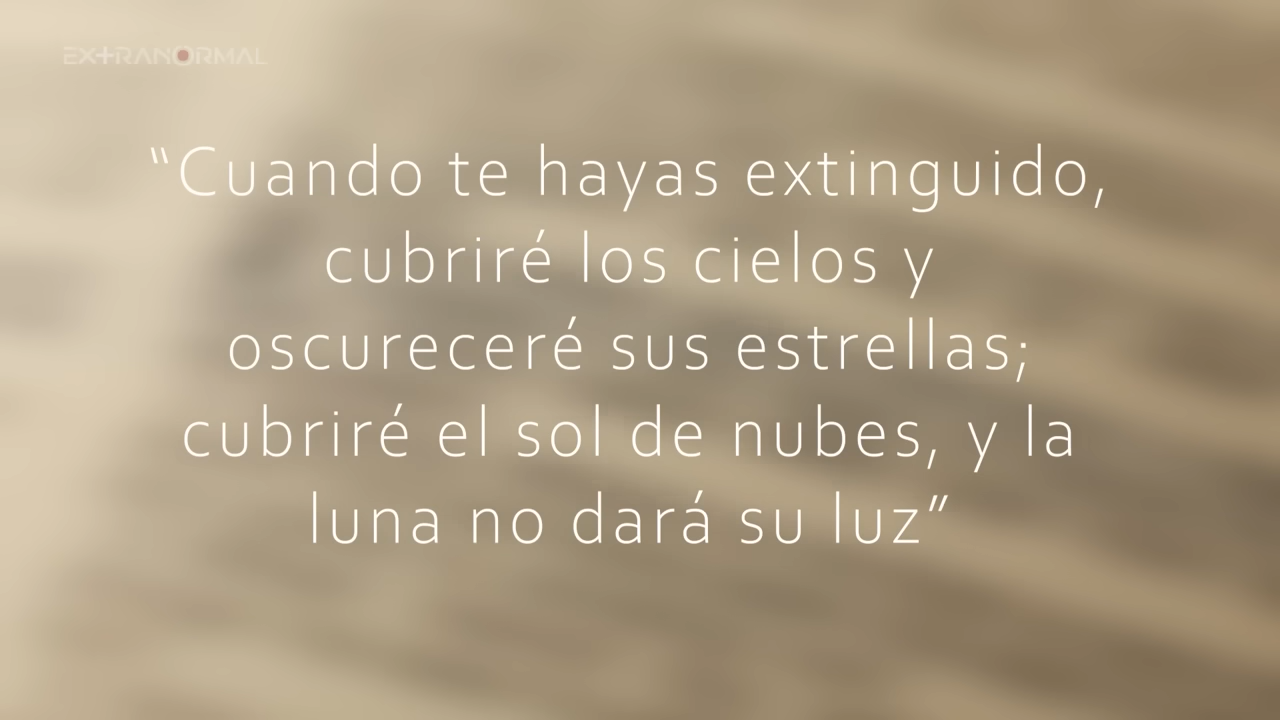 EXTRANORMAL
“Cuando te hayas extinguido,
cubriré los cielos y
oscureceré sus estrellas;
cubriré el sol de nubes, y la
luna no dará su luz”